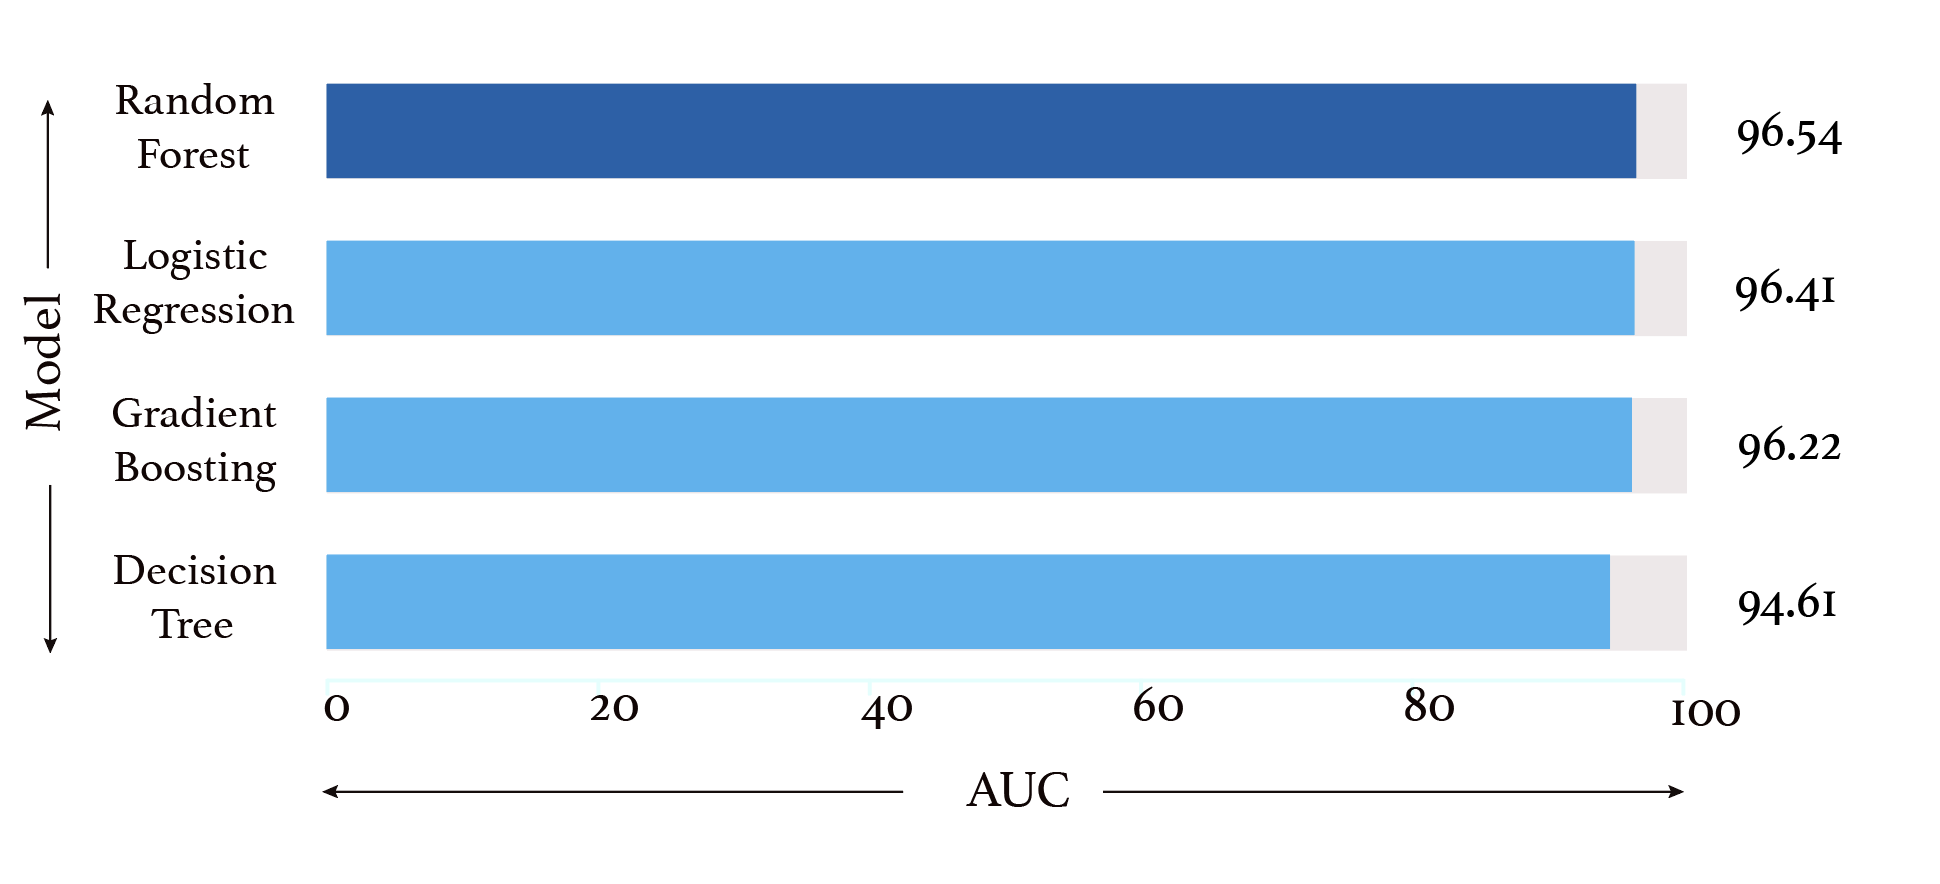 Random
Forest
96.54
Logistic
Regression
96.41
Model
Gradient
Boosting
96.22
Decision
Tree
94.61
0 20 40 60 80 100
AUC